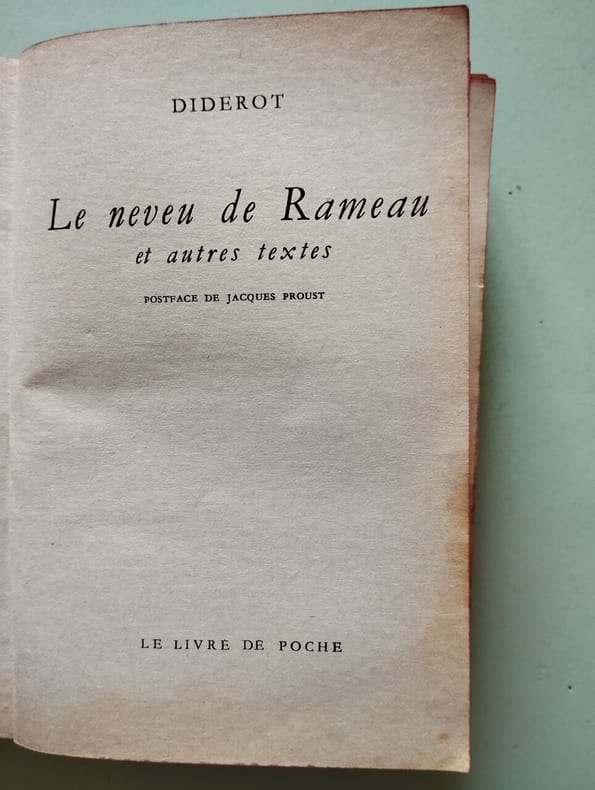 DIDEROT
Le neveu de Rameau
et autres textes
POSTFACE DE JACQUES PROUST
LE LIVRE DE POCHE